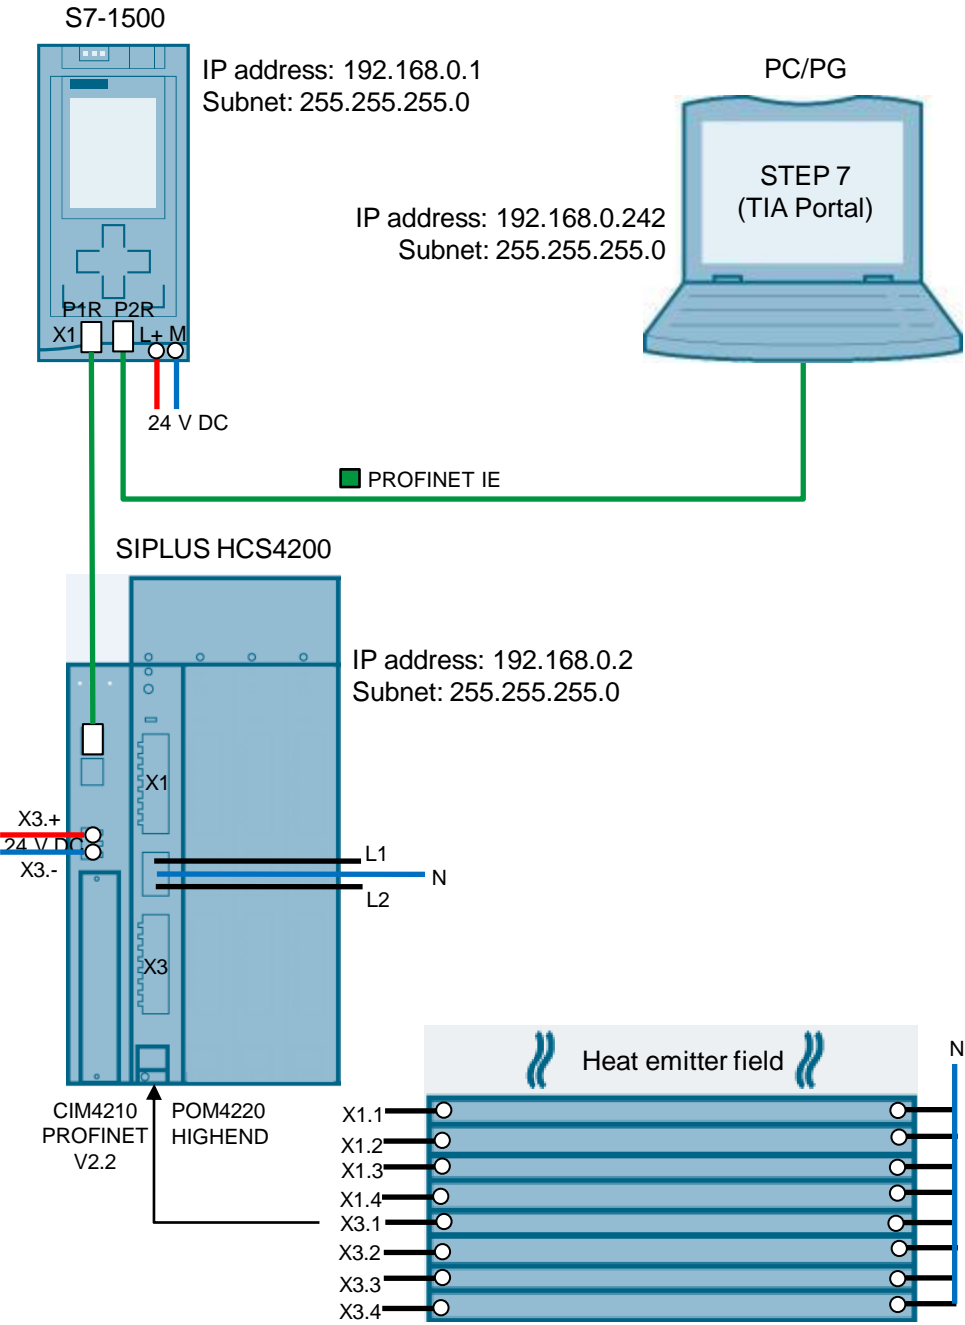 S7-1500
IP address: 192.168.0.1
Subnet: 255.255.255.0
PC/PG
STEP 7
(TIA Portal)
IP address: 192.168.0.242
Subnet: 255.255.255.0
P1R P2R
X1 L+ M
24 V DC
PROFINET IE
SIPLUS HCS4200
IP address: 192.168.0.2
Subnet: 255.255.255.0
X1
X3.+
24 V DC
X3.-
L1
N
L2
X3
Heat emitter field
N
CIM4210
PROFINET
V2.2
POM4220
HIGHEND
X1.1
X1.2
X1.3
X1.4
X3.1
X3.2
X3.3
X3.4